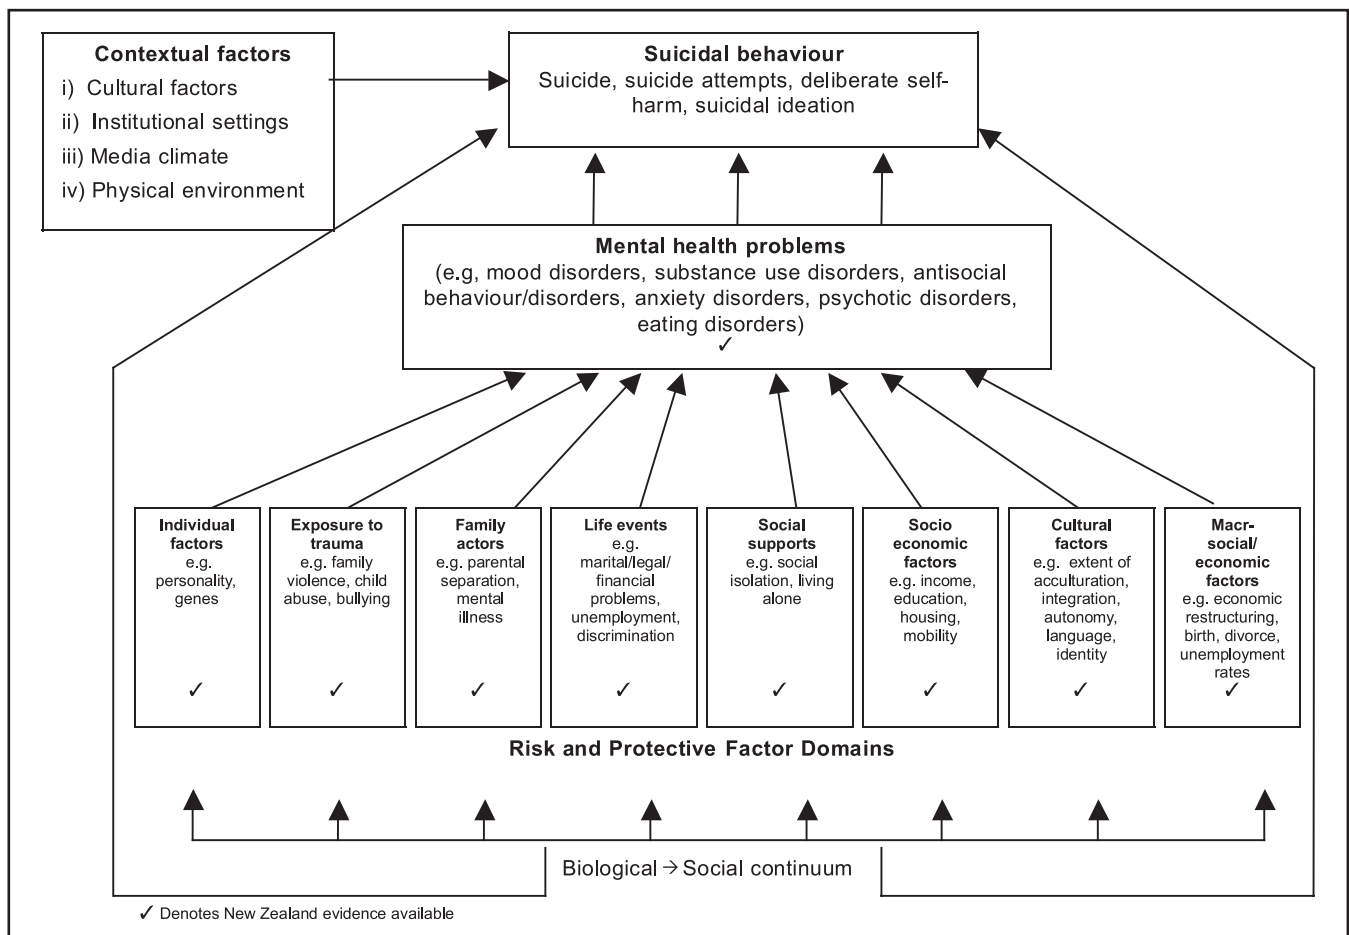 Contextual factors
i) Cultural factors
ii) Institutional settings
iii) Media climate
iv) Physical environment
Suicidal behaviour
Suicide, suicide attempts, deliberate self-
harm, suicidal ideation
Mental health problems
(e.g, mood disorders, substance use disorders, antisocial
behaviour/disorders, anxiety disorders, psychotic disorders,
eating disorders)
✓
Individual
factors
e.g.
personality,
genes
✓
Exposure to
trauma
e.g. family
violence, child
abuse, bullying
✓
Family
actors
e.g. parental
separation,
mental
illness
✓
Life events
e.g.
marital/legal/
financial
problems,
unemployment,
discrimination
✓
Social
supports
e.g. social
isolation, living
alone
✓
Socio
economic
factors
e.g. income,
education,
housing,
mobility
✓
Cultural
factors
e.g. extent of
acculturation,
integration,
autonomy,
language,
identity
✓
Macr-
social/
economic
factors
e.g. economic
restructuring,
birth, divorce,
unemployment
rates
✓
Risk and Protective Factor Domains
Biological → Social continuum
✓ Denotes New Zealand evidence available